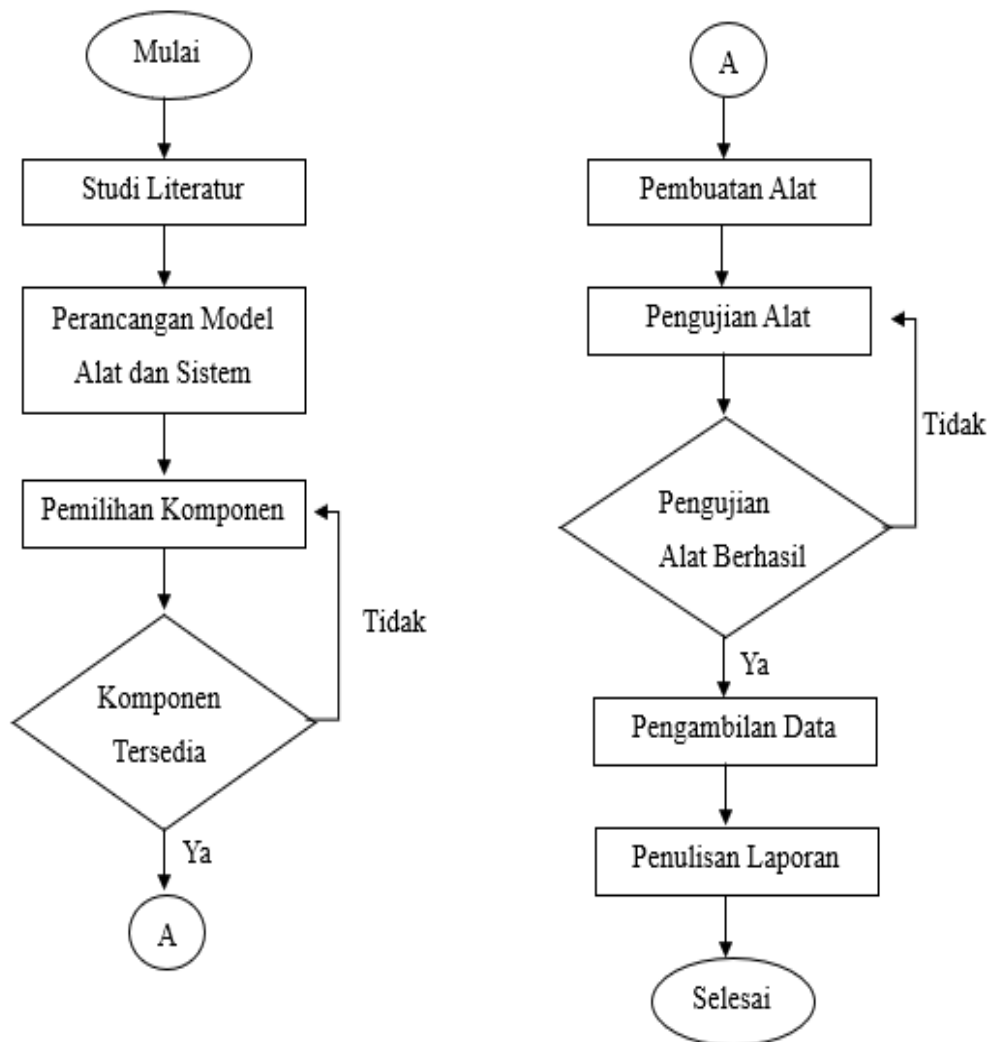 Mulai
Studi Literatur
Perancangan Model
Alat dan Sistem
Pemilihan Komponen
Tidak
Komponen
Tersedia
Ya
A
A
Pembuatan Alat
Pengujian Alat
Tidak
Pengujian
Alat Berhasil
Ya
Pengambilan Data
Penulisan Laporan
Selesai